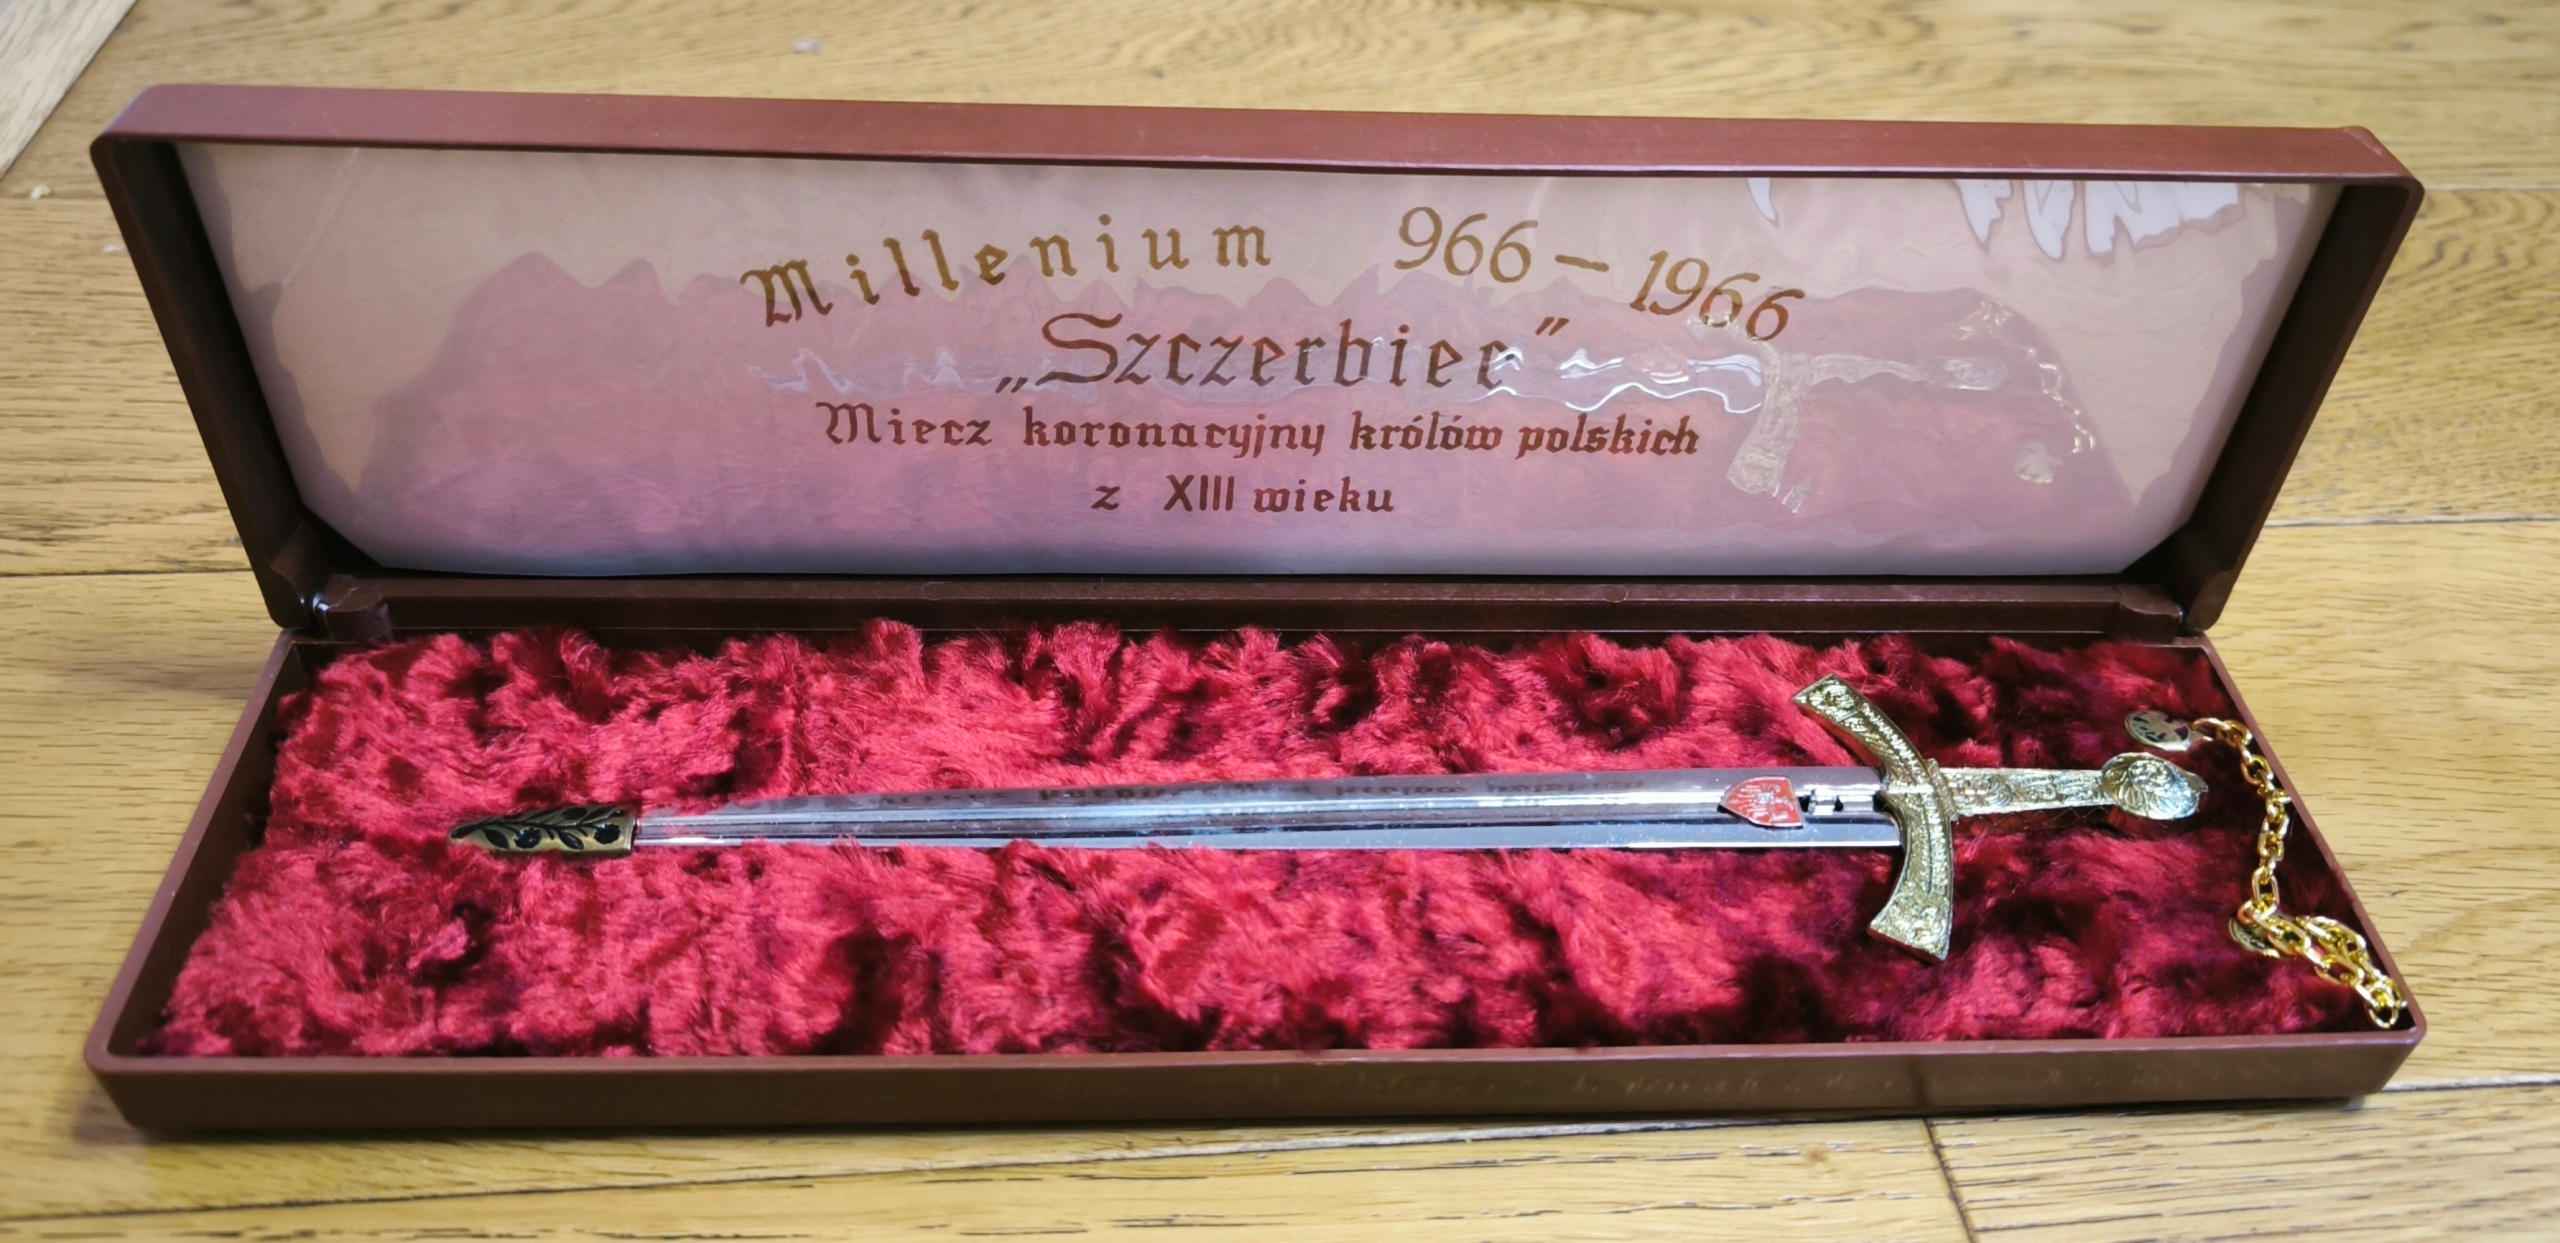 Millenium 966 – 1966
„Szczerbiec”
Miecz koronacyjny królów polskich
z XIII wieku